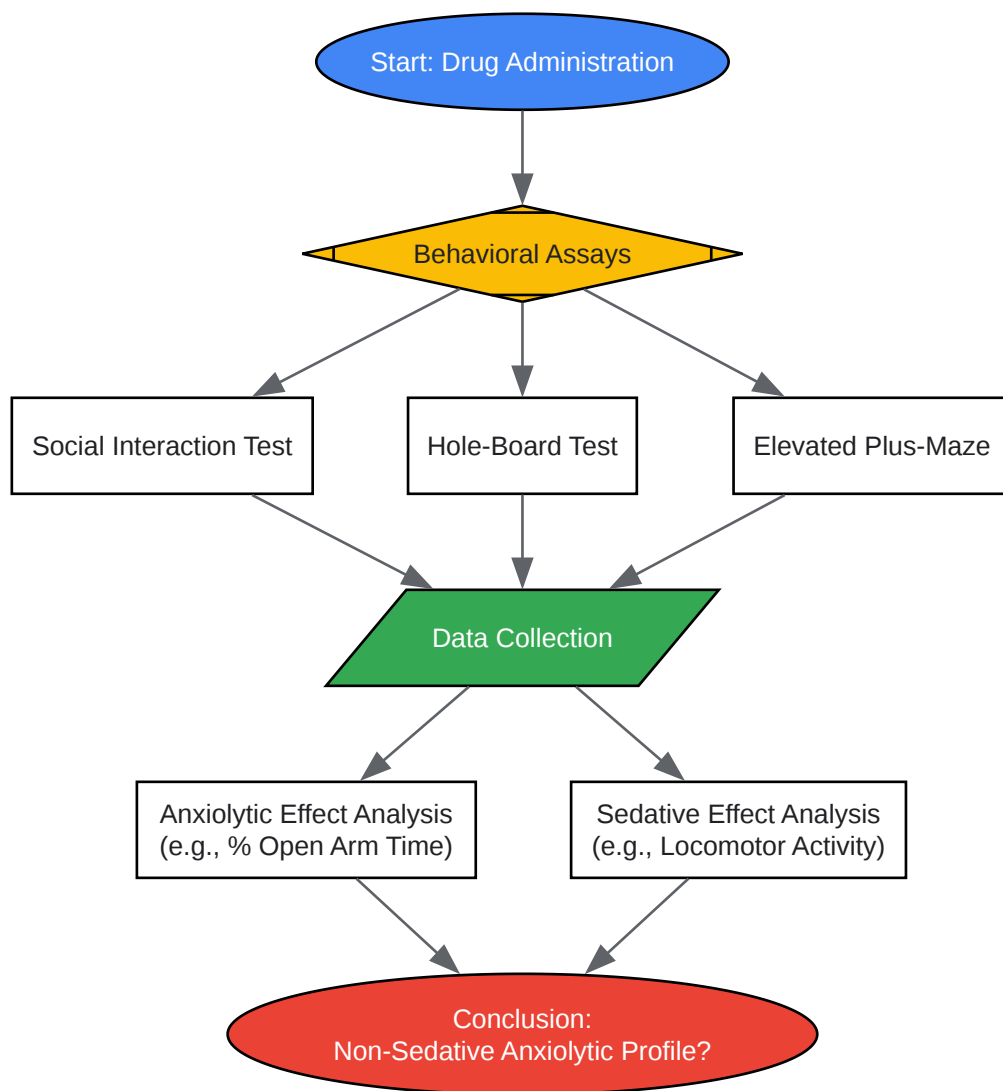 Start: Drug Administration
Behavioral Assays
Social Interaction Test
Hole-Board Test
Elevated Plus-Maze
Data Collection
Anxiolytic Effect Analysis
(e.g., % Open Arm Time)
Sedative Effect Analysis
(e.g., Locomotor Activity)
Conclusion:
Non-Sedative Anxiolytic Profile?